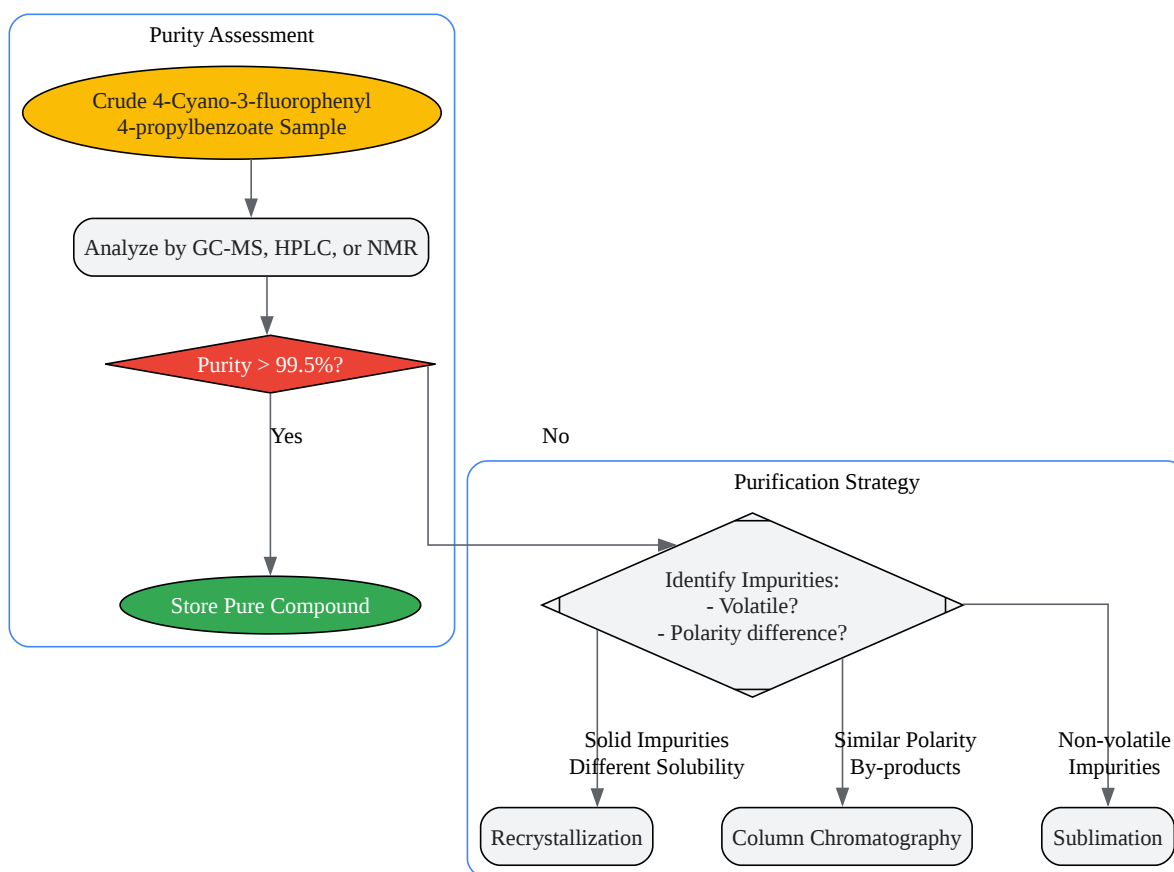 Purity Assessment
Crude 4-Cyano-3-fluorophenyl
4-propylbenzoate Sample
Analyze by GC-MS, HPLC, or NMR
Purity > 99.5%?
Yes
No
Store Pure Compound
Purification Strategy
Identify Impurities:
- Volatile?
- Polarity difference?
Solid Impurities
Different Solubility
Similar Polarity
By-products
Non-volatile
Impurities
Recrystallization
Column Chromatography
Sublimation